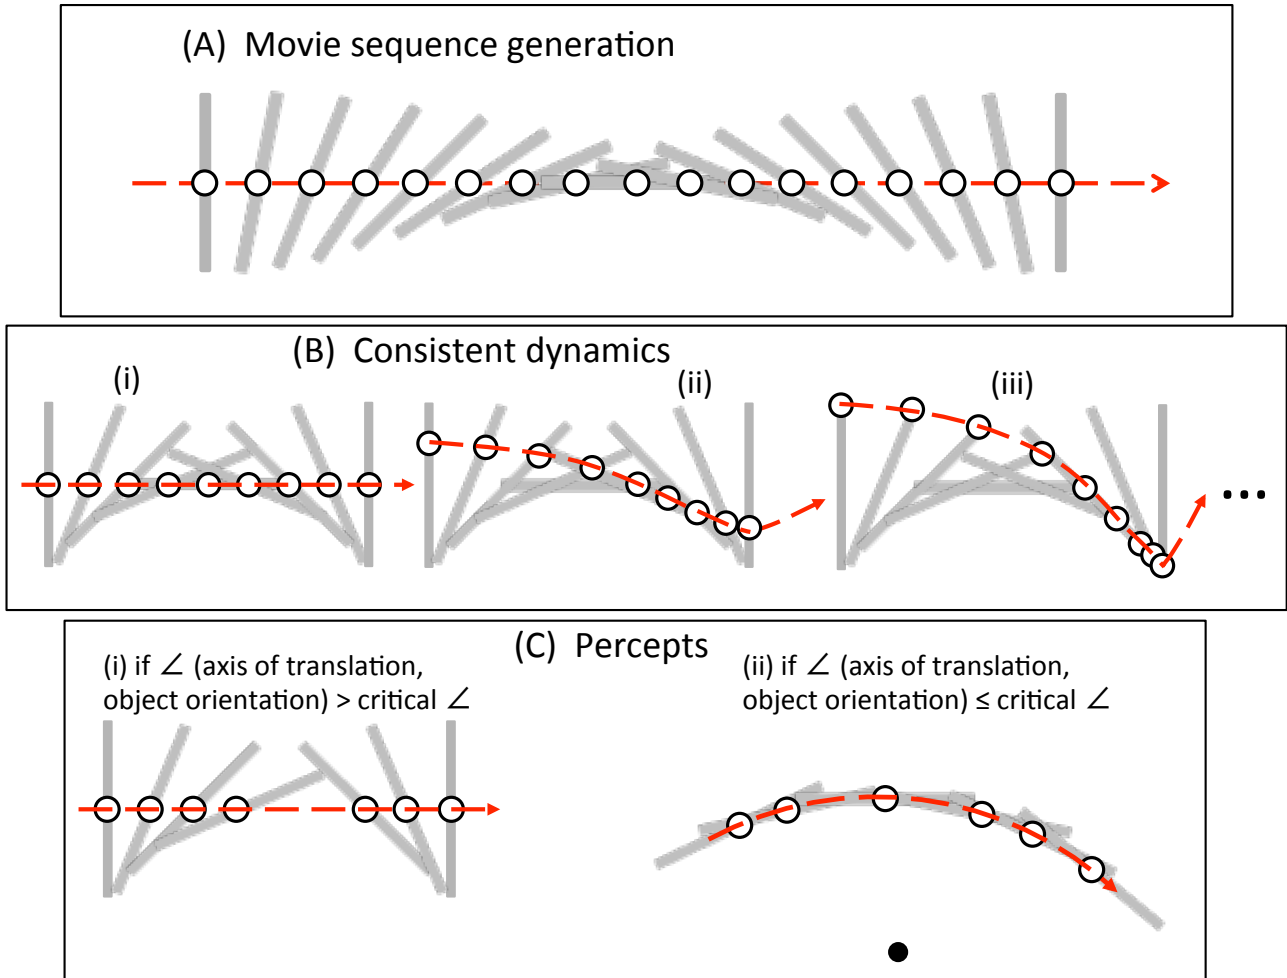 (A) Movie sequence generation
(B) Consistent dynamics
(i)
(ii)
(iii)
...
(C) Percepts
(i) if ∠ (axis of translation,
object orientation) > critical ∠
(ii) if ∠ (axis of translation,
object orientation) ≤ critical ∠